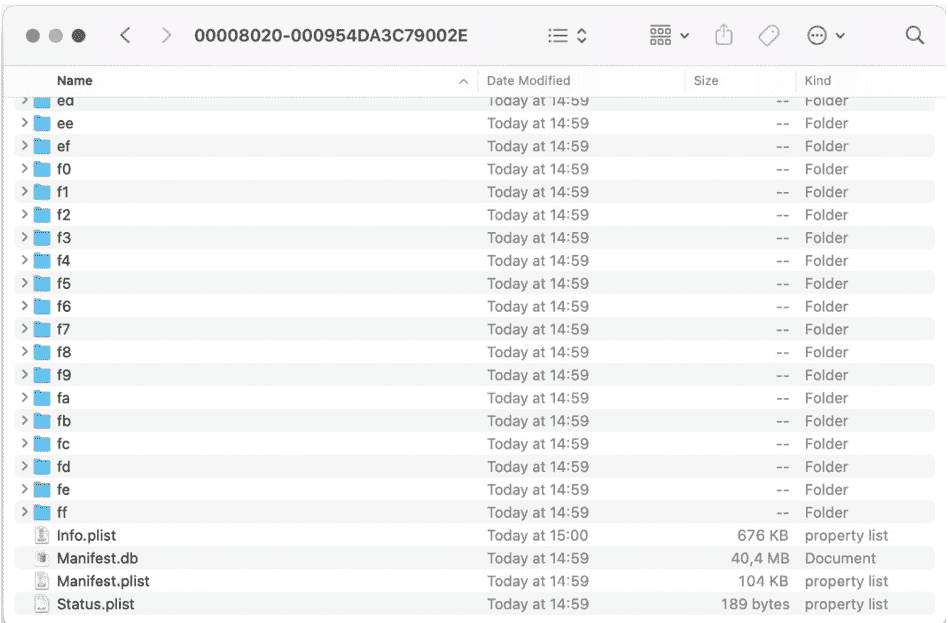 00008020-000954DA3C79002E
Name Date Modified Size Kind
ed Today at 14:59 -- Folder
ee Today at 14:59 -- Folder
ef Today at 14:59 -- Folder
f0 Today at 14:59 -- Folder
f1 Today at 14:59 -- Folder
f2 Today at 14:59 -- Folder
f3 Today at 14:59 -- Folder
f4 Today at 14:59 -- Folder
f5 Today at 14:59 -- Folder
f6 Today at 14:59 -- Folder
f7 Today at 14:59 -- Folder
f8 Today at 14:59 -- Folder
f9 Today at 14:59 -- Folder
fa Today at 14:59 -- Folder
fb Today at 14:59 -- Folder
fc Today at 14:59 -- Folder
fd Today at 14:59 -- Folder
fe Today at 14:59 -- Folder
ff Today at 14:59 -- Folder
Info.plist Today at 15:00 676 KB property list
Manifest.db Today at 14:59 40,4 MB Document
Manifest.plist Today at 14:59 104 KB property list
Status.plist Today at 14:59 189 bytes property list